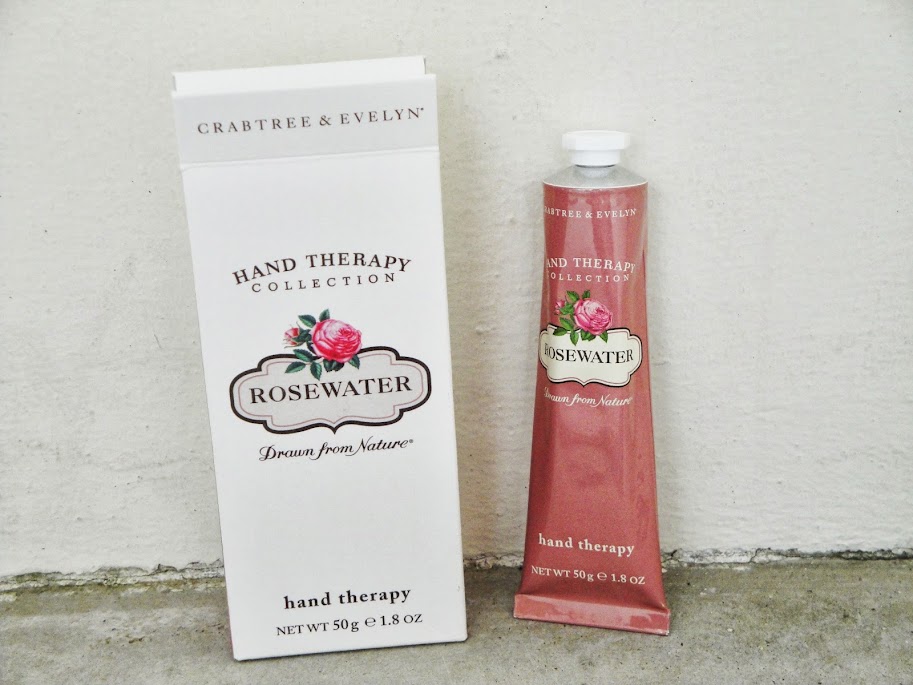 CRABTREE & EVELYN®
HAND THERAPY
COLLECTION
ROSEWATER
Drawn from Nature®
hand therapy
NET WT 50g ℮ 1.8 OZ
CRABTREE & EVELYN®
HAND THERAPY
COLLECTION
ROSEWATER
Drawn from Nature®
hand therapy
NET WT 50g ℮ 1.8 OZ